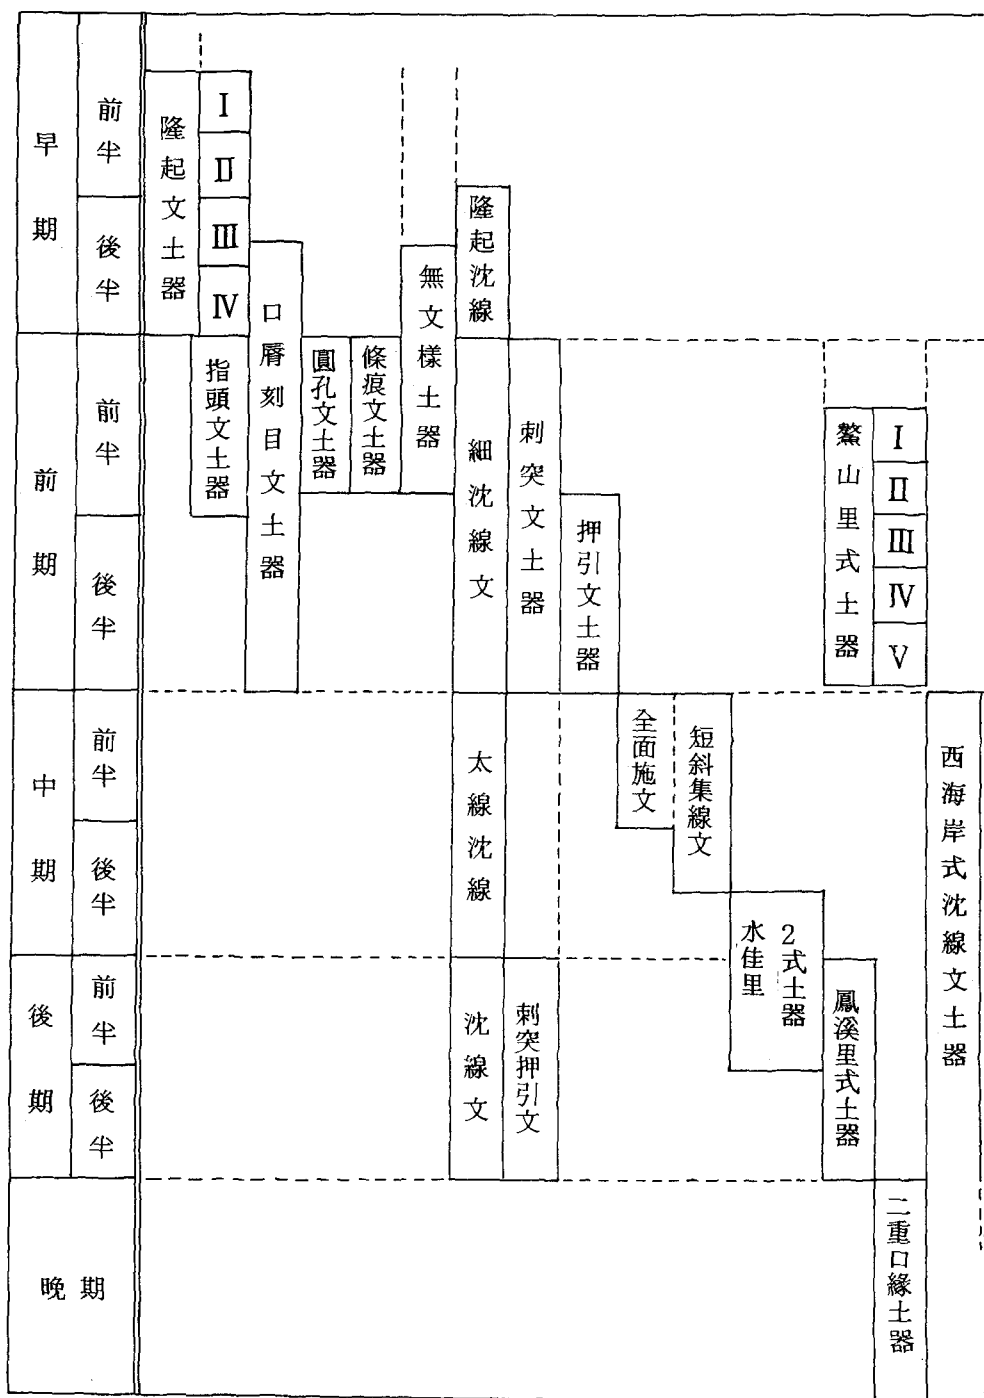 早期
前半
後半
隆起文土器
Ⅰ
Ⅱ
Ⅲ
Ⅳ
口脣刻目文土器
無文様土器
隆起沈線
前期
前半
後半
指頭文土器
圓孔文土器
條痕文土器
細沈線文
刺突文土器
押引文土器
鰲山里式土器
Ⅰ
Ⅱ
Ⅲ
Ⅳ
Ⅴ
中期
前半
後半
太線沈線
全面施文
短斜集線文
水佳里
2式土器
西海岸式沈線文土器
後期
前半
後半
沈線文
刺突押引文
鳳溪里式土器
晩期
二重口緣土器